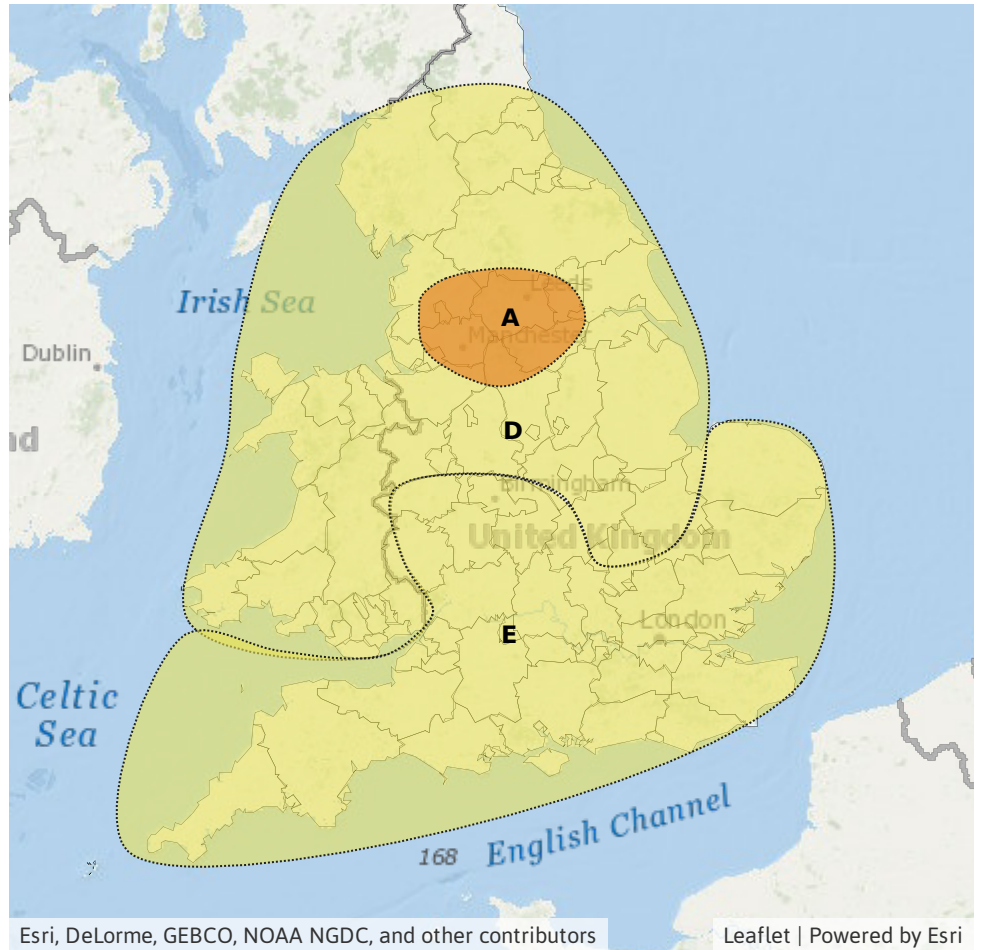 Leeds
Irish Sea
A
Manchester
Dublin
D
nd
Birmingham
United Kingdom
London
E
Celtic
Sea
English Channel
168
Esri, DeLorme, GEBCO, NOAA NGDC, and other contributors
Leaflet | Powered by Esri